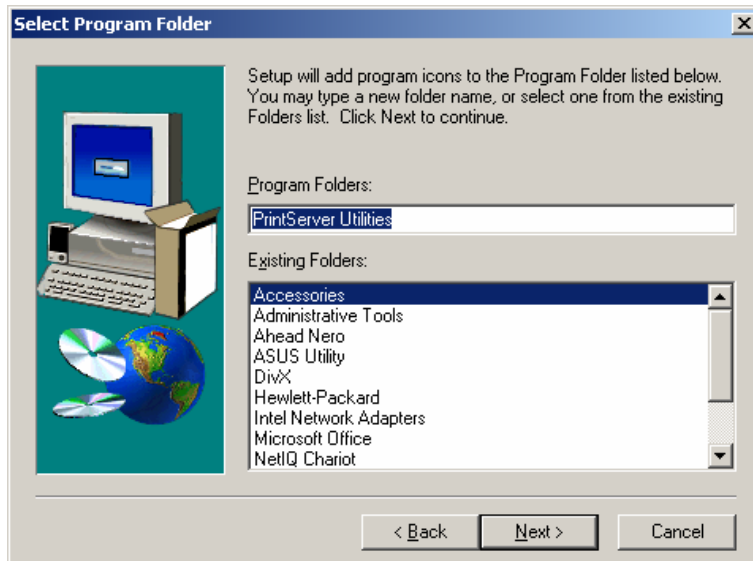 Select Program Folder
Setup will add program icons to the Program Folder listed below.
You may type a new folder name, or select one from the existing
Folders list.  Click Next to continue.
Program Folders:
PrintServer Utilities
Existing Folders:
Accessories
Administrative Tools
Ahead Nero
ASUS Utility
DivX
Hewlett-Packard
Intel Network Adapters
Microsoft Office
NetIQ Chariot
< Back
Next >
Cancel